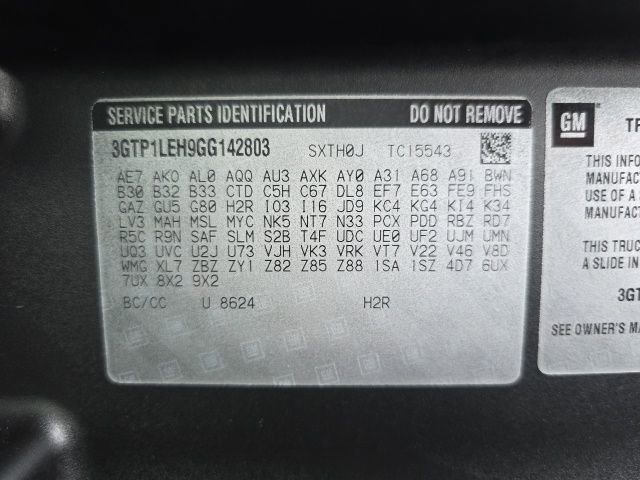 SERVICE PARTS IDENTIFICATION DO NOT REMOVE
3GTP1LEH9GG142803 SXTH0J TC15543
AE7 AKO AL0 AQQ AU3 AXK AY0 A31 A68 A91 BWN
B30 B32 B33 CTD C5H C67 DL8 EF7 E63 FE9 FHS
GAZ GU5 G80 H2R IO3 I16 JD9 KC4 KG4 KI4 K34
LV3 MAH MSL MYC NK5 NT7 N33 PCX PDD RBZ RD7
R5C R9N SAF SLM S2B T4F UDC UE0 UF2 UJM UMN
UQ3 UVC U2J U73 VJH VK3 VRK VT7 V22 V46 V8D
WMG XL7 ZBZ ZY1 Z82 Z85 Z88 1SA 1SZ 4D7 6UX
7UX 8X2 9X2
BC/CC U 8624 H2R
GM
THIS INFO
MANUFAC
USE OF A S
MANUFACT
THIS TRUC
A SLIDE IN
3GT
SEE OWNER'S MA